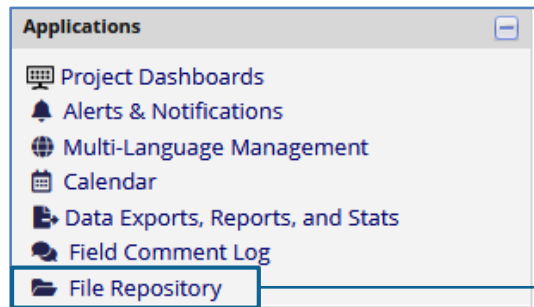 Applications
Project Dashboards
Alerts & Notifications
Multi-Language Management
Calendar
Data Exports, Reports, and Stats
Field Comment Log
File Repository